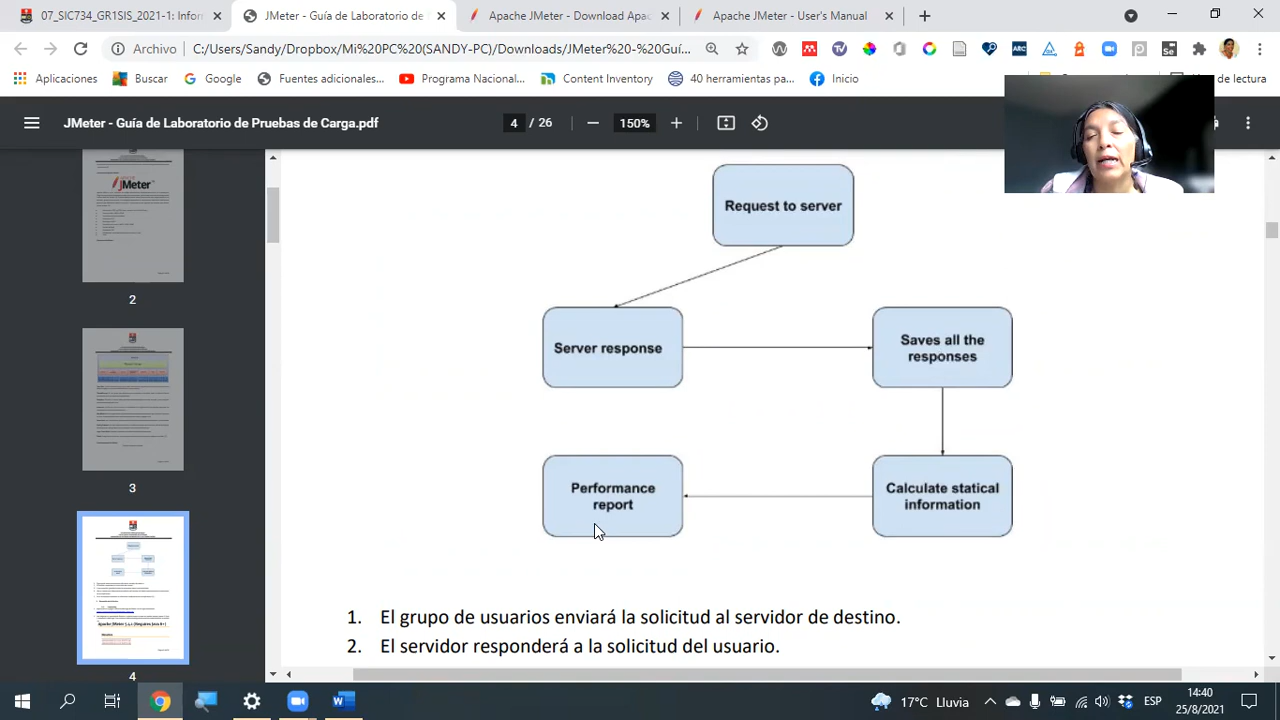 07_SIC734_GR1SIS_2021-1: Infor
JMeter - Guía de Laboratorio de
Apache JMeter - Download Apac
Apache JMeter - User's Manual
Archivo
C:/Users/Sandy/Dropbox/Mi%20PC%20(SANDY-PC)/Downloads/JMeter%20-%20Guí...
Aplicaciones
Buscar
Google
Fuentes adicionales...
Programa Nacional...
Content Inventory
40 herramientas pa...
Inicio
de lectura
JMeter - Guía de Laboratorio de Pruebas de Carga.pdf
4 / 26
150%
Request to server
Server response
Saves all the
responses
Performance
report
Calculate statical
information
1. El grupo de usuarios enviará la solicitud al servidor de destino.
2. El servidor responderá a la solicitud del usuario.
2
3
4
17°C Lluvia
ESP
14:40
25/8/2021